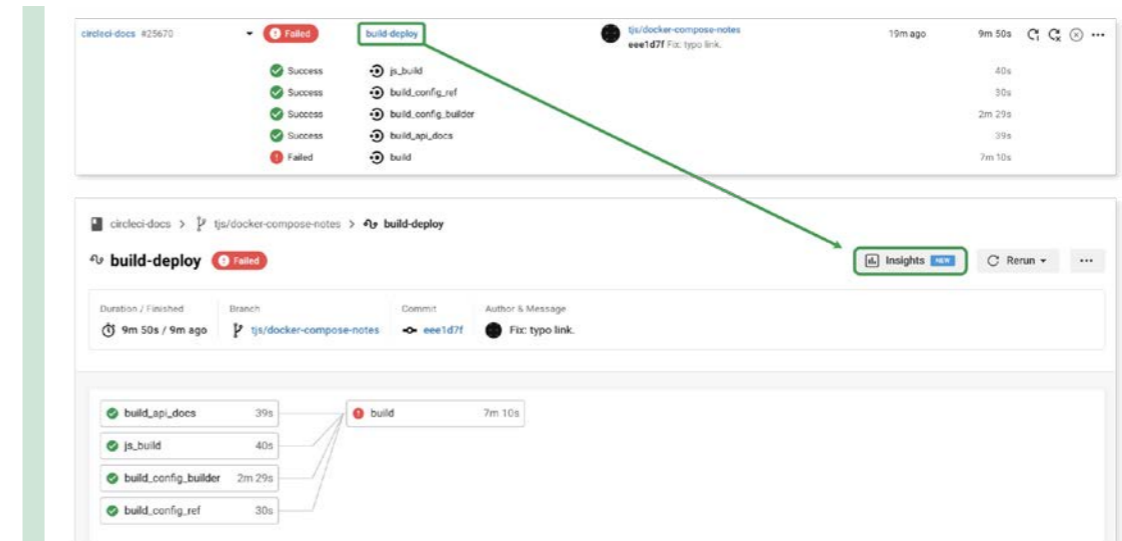 circleci-docs #25670 Failed build-deploy tjs/docker-compose-notes 19m ago 9m 50s
eee1d7f Fix: typo link.
Success js_build 40s
Success build_config_ref 30s
Success build_config_builder 2m 29s
Success build_api_docs 39s
Failed build 7m 10s
circleci-docs > tjs/docker-compose-notes > build-deploy
build-deploy Failed Insights NEW Rerun
Duration / Finished Branch Commit Author & Message
9m 50s / 9m ago tjs/docker-compose-notes eee1d7f Fix: typo link.
build_api_docs 39s build 7m 10s
js_build 40s
build_config_builder 2m 29s
build_config_ref 30s